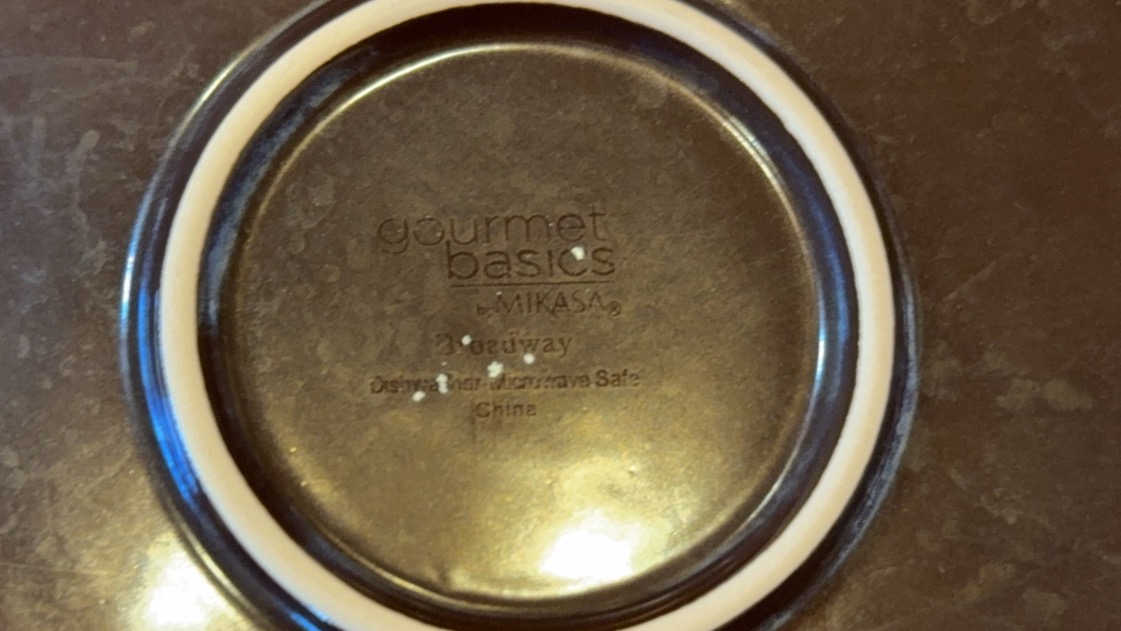 gourmet
basics
by MIKASA®
Broadway
Dishwasher-Microwave Safe
China